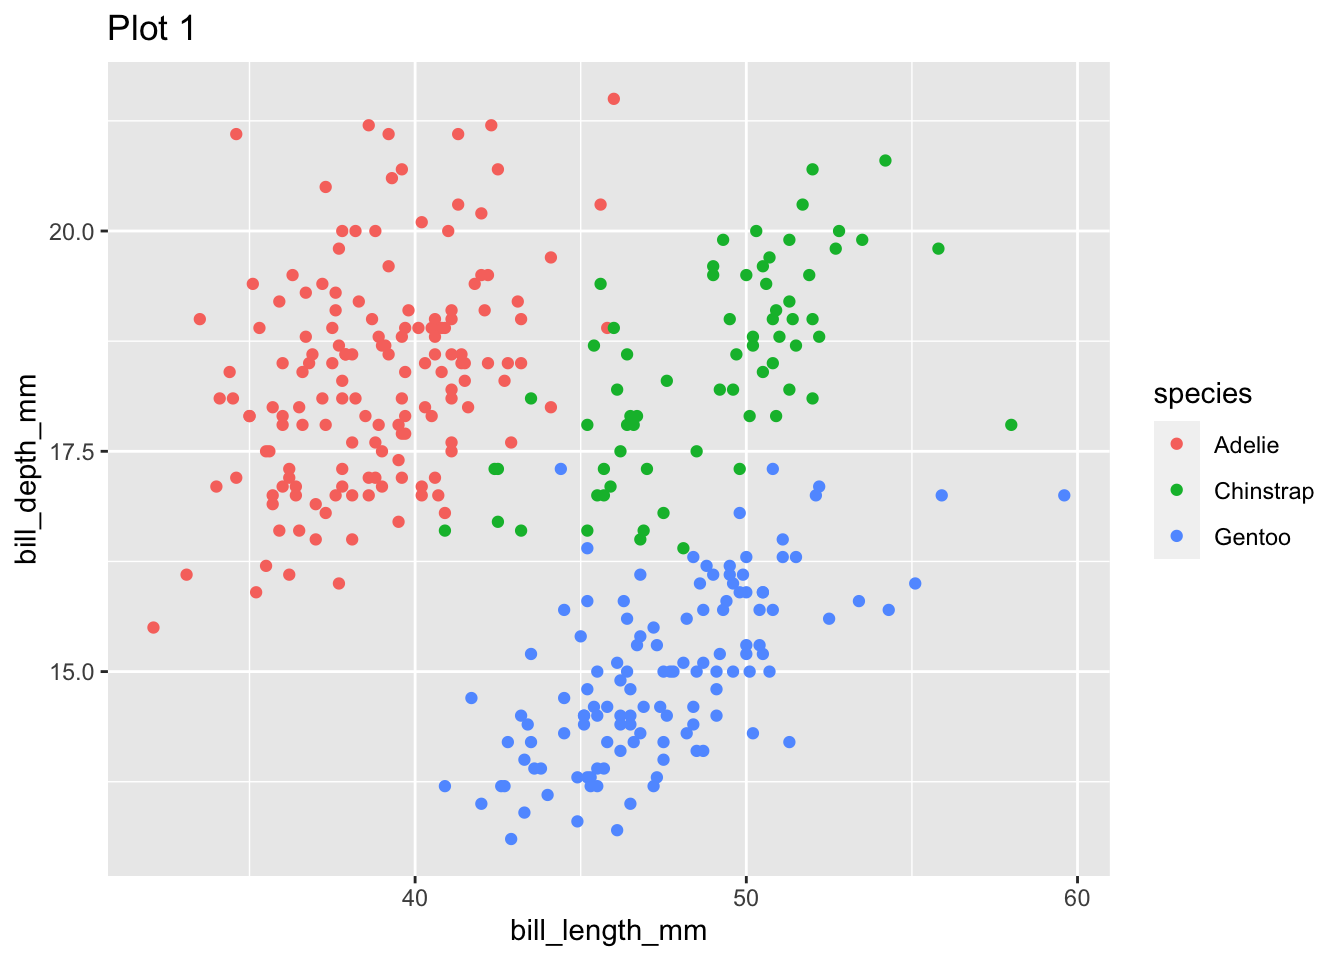 Plot 1
20.0
17.5
15.0
bill_depth_mm
40 50 60
bill_length_mm
species
Adelie
Chinstrap
Gentoo